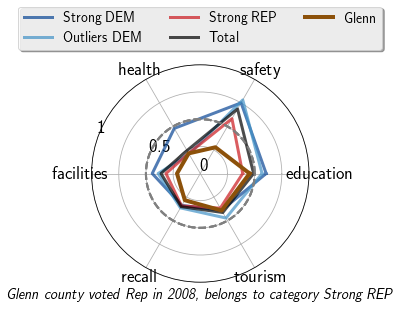 Strong DEM Strong REP Glenn
Outliers DEM Total
health safety
1
0.5
0
facilities education
recall tourism
Glenn county voted Rep in 2008, belongs to category Strong REP